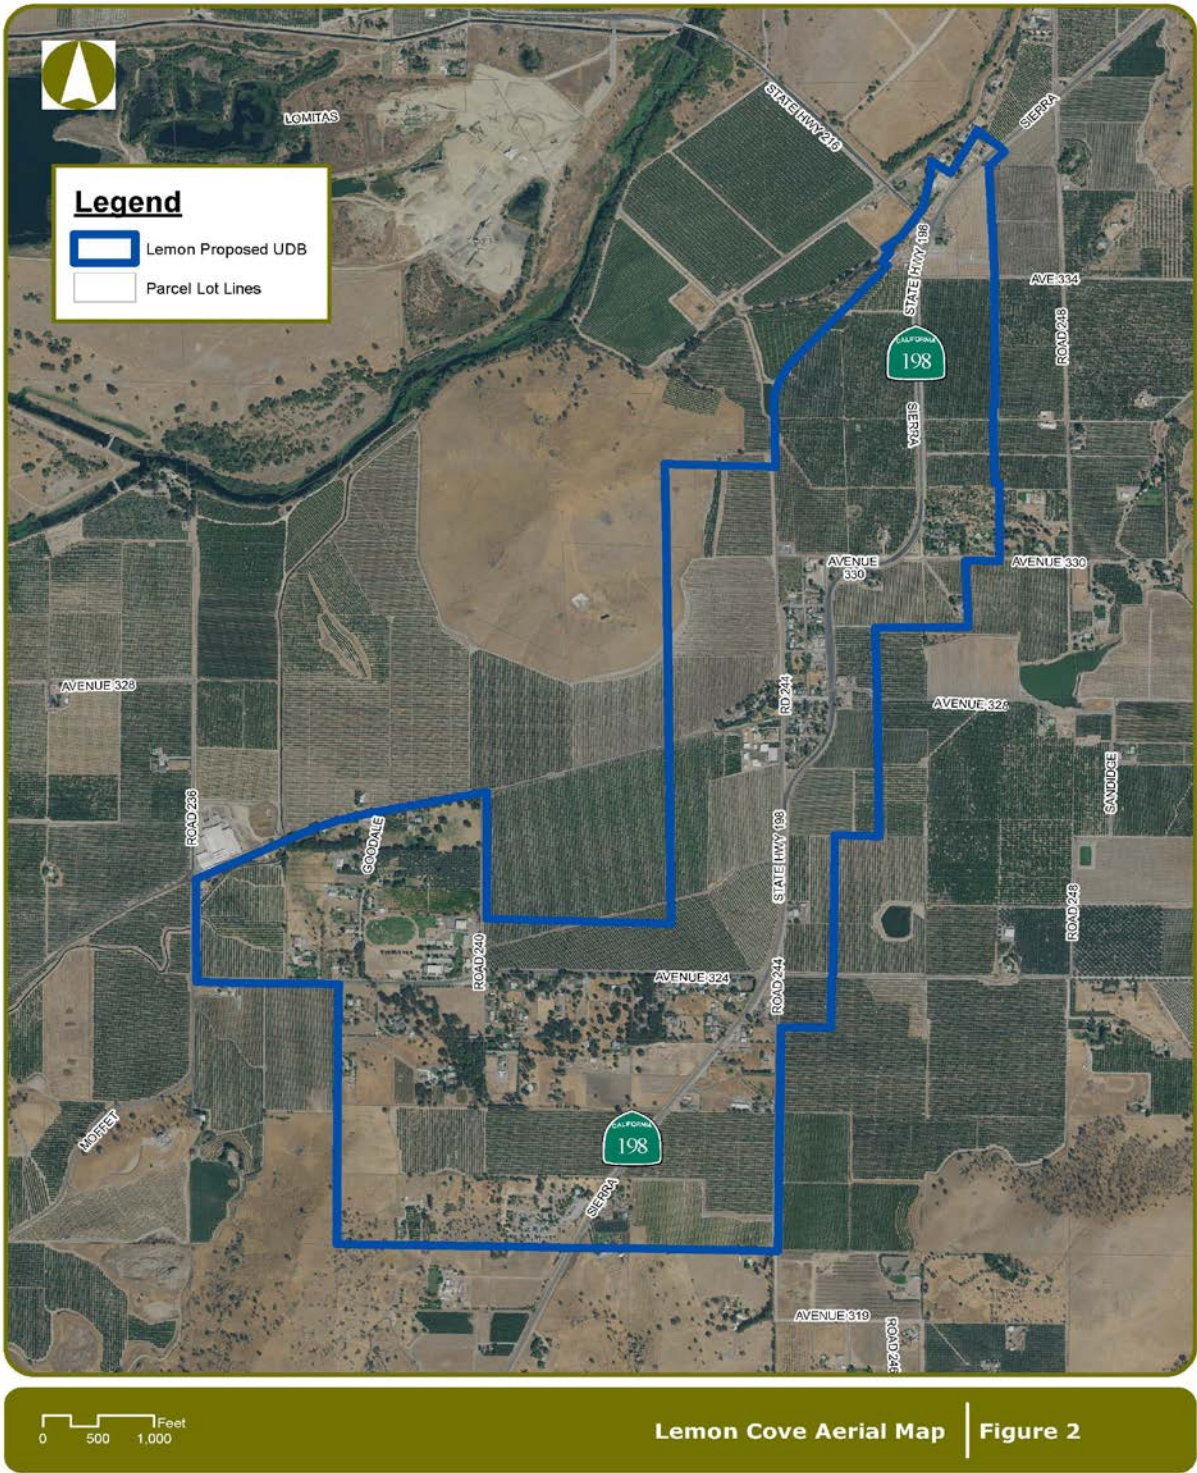 LOMITAS
STATE HWY 216
SIERRA
Legend
Lemon Proposed UDB
Parcel Lot Lines
STATE HWY 198
AVE 334
ROAD 248
CALIFORNIA
198
SIERRA
AVENUE
330
AVENUE 330
AVENUE 328
RD 244
AVENUE 328
SANDIDGE
ROAD 236
GOODALE
STATE HWY 198
ROAD 248
ROAD 240
AVENUE 324
ROAD 244
MOFFET
CALIFORNIA
198
SIERRA
AVENUE 319
ROAD 246
Feet
0 500 1,000
Lemon Cove Aerial Map
Figure 2